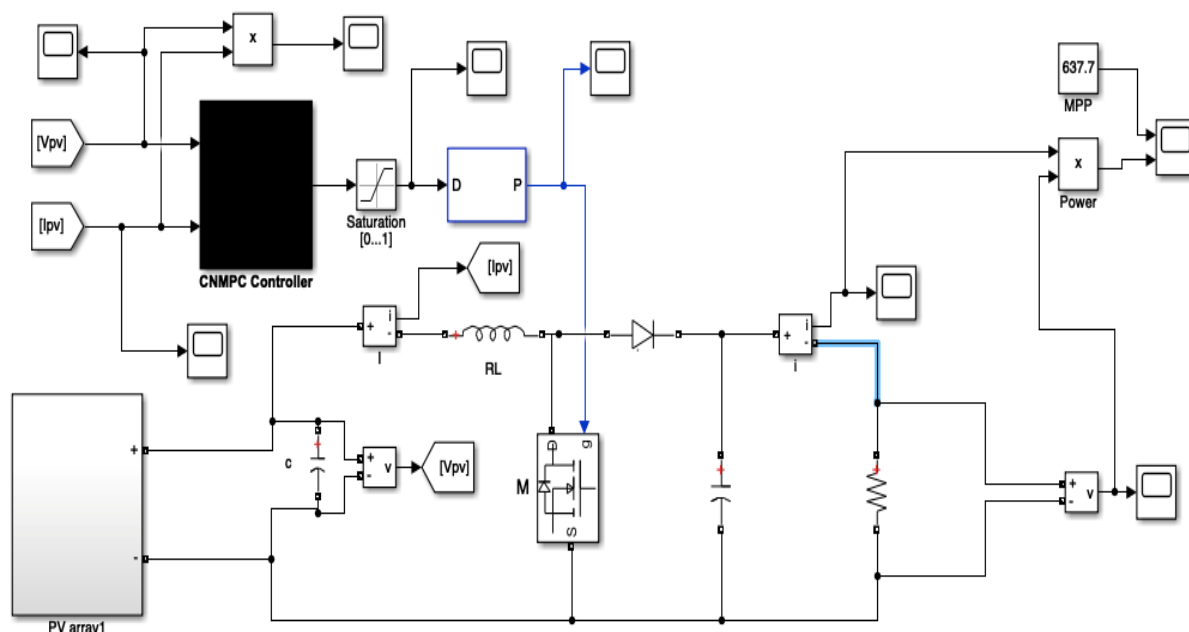 x
637.7
MPP
[Vpv]
D
P
x
Power
[Ipv]
Saturation
[0...1]
CNMPC Controller
[Ipv]
+
i
-
I
+
RL
+
i
-
i
g
D
+
c
+
-
v
[Vpv]
M
S
+
+
+
-
v
+
-
PV array1